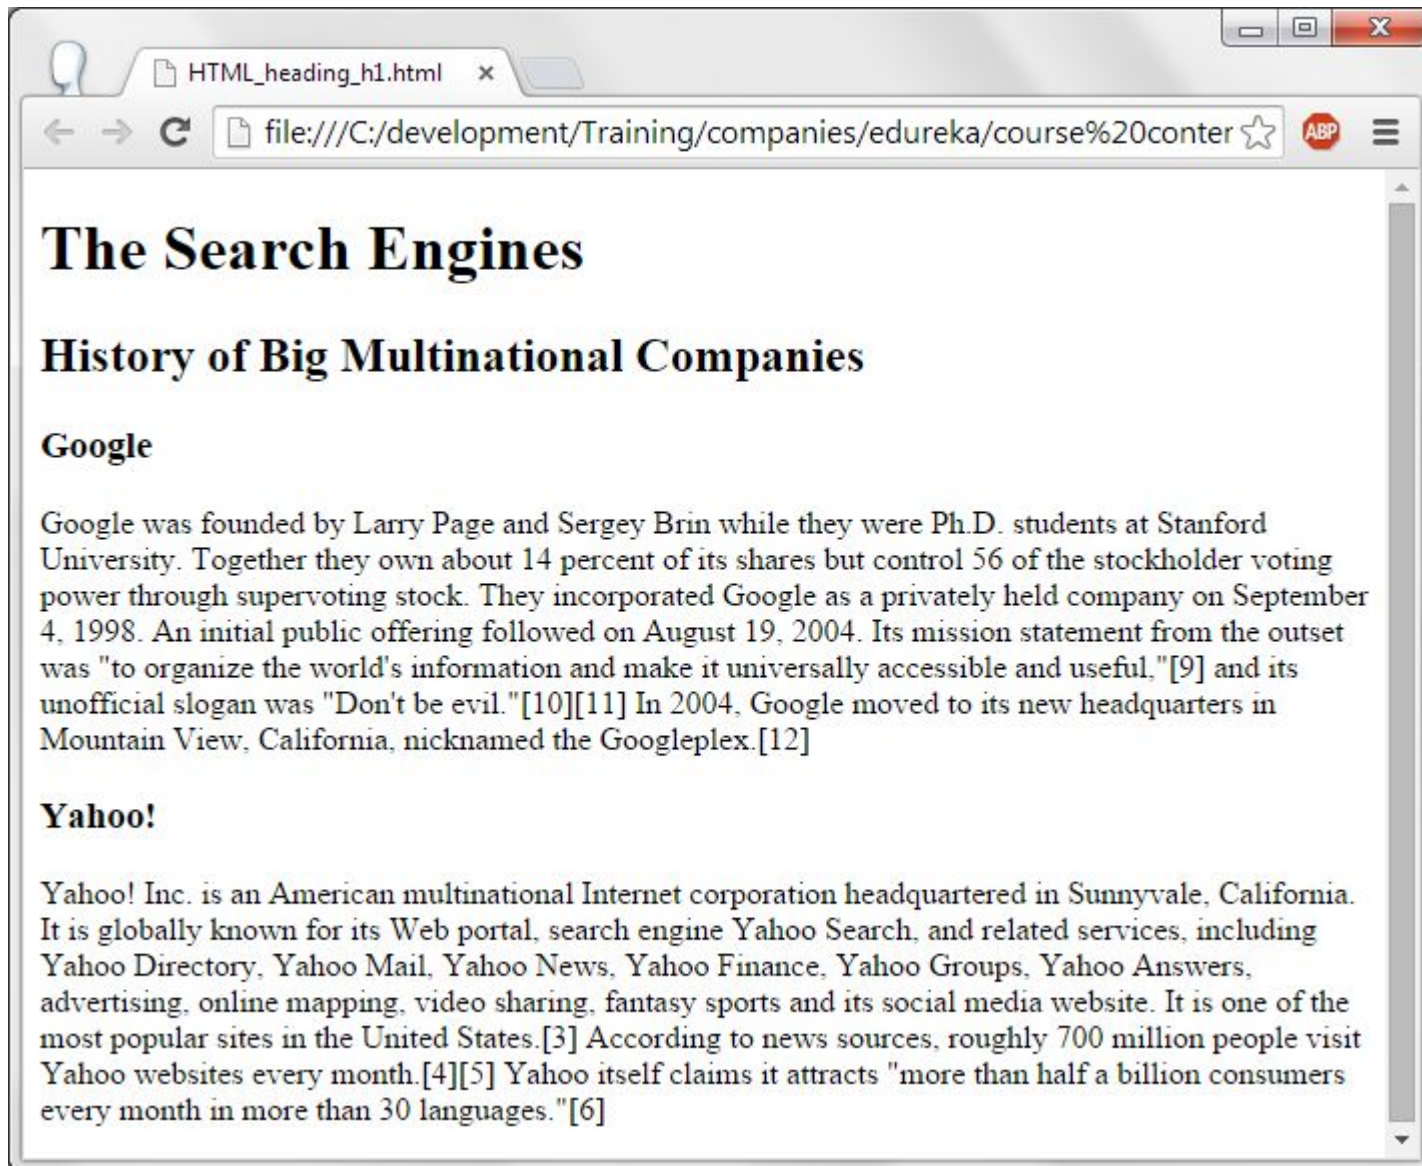 HTML_heading_h1.html
file:///C:/development/Training/companies/edureka/course%20conter
ABP
The Search Engines
History of Big Multinational Companies
Google
Google was founded by Larry Page and Sergey Brin while they were Ph.D. students at Stanford
University. Together they own about 14 percent of its shares but control 56 of the stockholder voting
power through supervoting stock. They incorporated Google as a privately held company on September
4, 1998. An initial public offering followed on August 19, 2004. Its mission statement from the outset
was "to organize the world's information and make it universally accessible and useful,"[9] and its
unofficial slogan was "Don't be evil."[10][11] In 2004, Google moved to its new headquarters in
Mountain View, California, nicknamed the Googleplex.[12]
Yahoo!
Yahoo! Inc. is an American multinational Internet corporation headquartered in Sunnyvale, California.
It is globally known for its Web portal, search engine Yahoo Search, and related services, including
Yahoo Directory, Yahoo Mail, Yahoo News, Yahoo Finance, Yahoo Groups, Yahoo Answers,
advertising, online mapping, video sharing, fantasy sports and its social media website. It is one of the
most popular sites in the United States.[3] According to news sources, roughly 700 million people visit
Yahoo websites every month.[4][5] Yahoo itself claims it attracts "more than half a billion consumers
every month in more than 30 languages."[6]